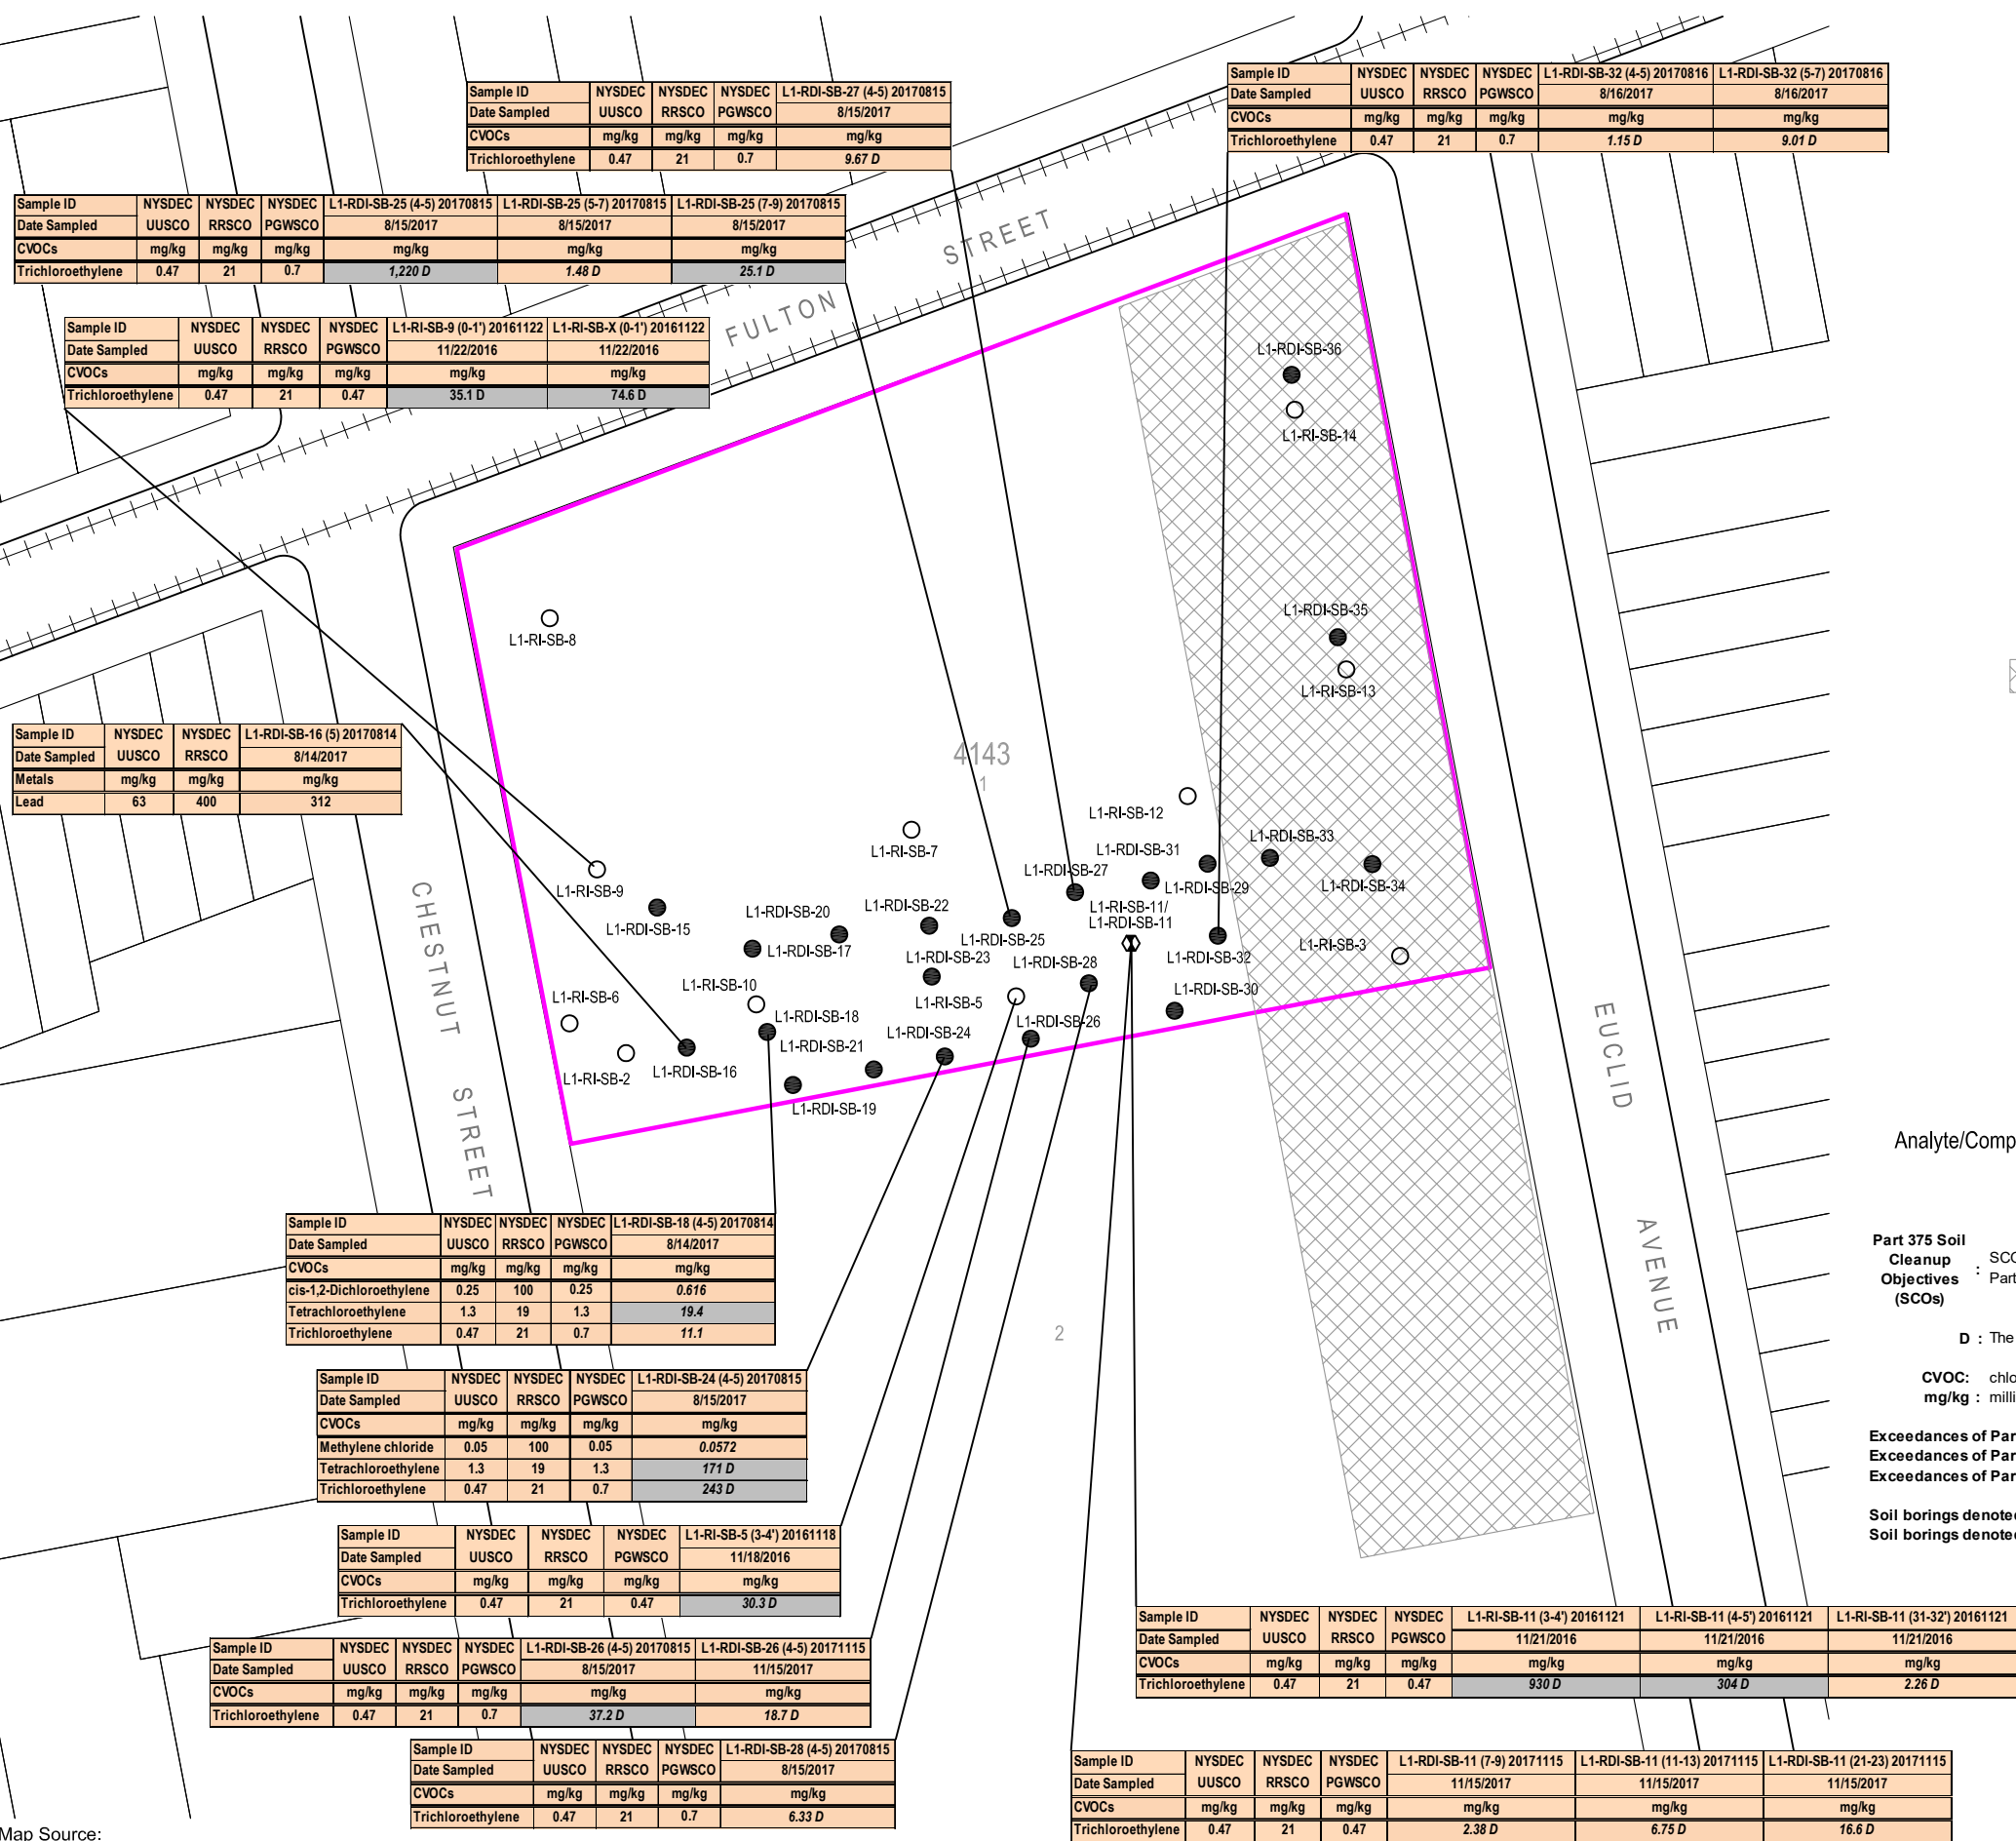 Sample ID NYSDEC NYSDEC NYSDEC L1-RDI-SB-27 (4-5) 20170815
Date Sampled UUSCO RRSCO PGWSCO 8/15/2017
CVOCs mg/kg mg/kg mg/kg mg/kg
Trichloroethylene 0.47 21 0.7 9.67 D
Sample ID NYSDEC NYSDEC NYSDEC L1-RDI-SB-32 (4-5) 20170816 L1-RDI-SB-32 (5-7) 20170816
Date Sampled UUSCO RRSCO PGWSCO 8/16/2017 8/16/2017
CVOCs mg/kg mg/kg mg/kg mg/kg mg/kg
Trichloroethylene 0.47 21 0.7 1.15 D 9.01 D
Sample ID NYSDEC NYSDEC NYSDEC L1-RDI-SB-25 (4-5) 20170815 L1-RDI-SB-25 (5-7) 20170815 L1-RDI-SB-25 (7-9) 20170815
Date Sampled UUSCO RRSCO PGWSCO 8/15/2017 8/15/2017 8/15/2017
CVOCs mg/kg mg/kg mg/kg mg/kg mg/kg mg/kg
Trichloroethylene 0.47 21 0.7 1,220 D 1.48 D 25.1 D
Sample ID NYSDEC NYSDEC NYSDEC L1-RI-SB-9 (0-1') 20161122 L1-RI-SB-X (0-1') 20161122
Date Sampled UUSCO RRSCO PGWSCO 11/22/2016 11/22/2016
CVOCs mg/kg mg/kg mg/kg mg/kg mg/kg
Trichloroethylene 0.47 21 0.47 35.1 D 74.6 D
FULTON STREET
L1-RDI-SB-36
L1-RI-SB-14
L1-RI-SB-8
L1-RDI-SB-35
L1-RI-SB-13
Sample ID NYSDEC NYSDEC L1-RDI-SB-16 (5) 20170814
Date Sampled UUSCO RRSCO 8/14/2017
Metals mg/kg mg/kg mg/kg
Lead 63 400 312
4143
1
L1-RI-SB-12
L1-RI-SB-7
L1-RDI-SB-31
L1-RDI-SB-33
L1-RDI-SB-27
L1-RI-SB-9
L1-RDI-SB-29
L1-RDI-SB-34
L1-RDI-SB-22
L1-RI-SB-11/
L1-RDI-SB-11
L1-RDI-SB-20
L1-RDI-SB-15
L1-RDI-SB-25
L1-RI-SB-3
L1-RDI-SB-17
L1-RDI-SB-23
L1-RDI-SB-28
L1-RDI-SB-32
L1-RI-SB-10
L1-RDI-SB-30
L1-RI-SB-6
L1-RI-SB-5
L1-RDI-SB-18
L1-RDI-SB-26
L1-RDI-SB-24
L1-RDI-SB-21
L1-RI-SB-2
L1-RDI-SB-16
L1-RDI-SB-19
CHESTNUT STREET
EUCLID AVENUE
2
Sample ID NYSDEC NYSDEC NYSDEC L1-RDI-SB-18 (4-5) 20170814
Date Sampled UUSCO RRSCO PGWSCO 8/14/2017
CVOCs mg/kg mg/kg mg/kg mg/kg
cis-1,2-Dichloroethylene 0.25 100 0.25 0.616
Tetrachloroethylene 1.3 19 1.3 19.4
Trichloroethylene 0.47 21 0.7 11.1
Sample ID NYSDEC NYSDEC NYSDEC L1-RDI-SB-24 (4-5) 20170815
Date Sampled UUSCO RRSCO PGWSCO 8/15/2017
CVOCs mg/kg mg/kg mg/kg mg/kg
Methylene chloride 0.05 100 0.05 0.0572
Tetrachloroethylene 1.3 19 1.3 171 D
Trichloroethylene 0.47 21 0.7 243 D
Sample ID NYSDEC NYSDEC NYSDEC L1-RI-SB-5 (3-4') 20161118
Date Sampled UUSCO RRSCO PGWSCO 11/18/2016
CVOCs mg/kg mg/kg mg/kg mg/kg
Trichloroethylene 0.47 21 0.47 30.3 D
Sample ID NYSDEC NYSDEC NYSDEC L1-RDI-SB-26 (4-5) 20170815 L1-RDI-SB-26 (4-5) 20171115
Date Sampled UUSCO RRSCO PGWSCO 8/15/2017 11/15/2017
CVOCs mg/kg mg/kg mg/kg mg/kg mg/kg
Trichloroethylene 0.47 21 0.7 37.2 D 18.7 D
Sample ID NYSDEC NYSDEC NYSDEC L1-RDI-SB-28 (4-5) 20170815
Date Sampled UUSCO RRSCO PGWSCO 8/15/2017
CVOCs mg/kg mg/kg mg/kg mg/kg
Trichloroethylene 0.47 21 0.7 6.33 D
Sample ID NYSDEC NYSDEC NYSDEC L1-RI-SB-11 (3-4') 20161121 L1-RI-SB-11 (4-5') 20161121 L1-RI-SB-11 (31-32') 20161121
Date Sampled UUSCO RRSCO PGWSCO 11/21/2016 11/21/2016 11/21/2016
CVOCs mg/kg mg/kg mg/kg mg/kg mg/kg mg/kg
Trichloroethylene 0.47 21 0.47 930 D 304 D 2.26 D
Sample ID NYSDEC NYSDEC NYSDEC L1-RDI-SB-11 (7-9) 20171115 L1-RDI-SB-11 (11-13) 20171115 L1-RDI-SB-11 (21-23) 20171115
Date Sampled UUSCO RRSCO PGWSCO 11/15/2017 11/15/2017 11/15/2017
CVOCs mg/kg mg/kg mg/kg mg/kg mg/kg mg/kg
Trichloroethylene 0.47 21 0.47 2.38 D 6.75 D 16.6 D
Analyte/Comp
Part 375 Soil
Cleanup : SCO
Objectives Part
(SCOs)
D : The
CVOC: chlo
mg/kg : milli
Exceedances of Par
Exceedances of Par
Exceedances of Par
Soil borings denoted
Soil borings denoted
Map Source: